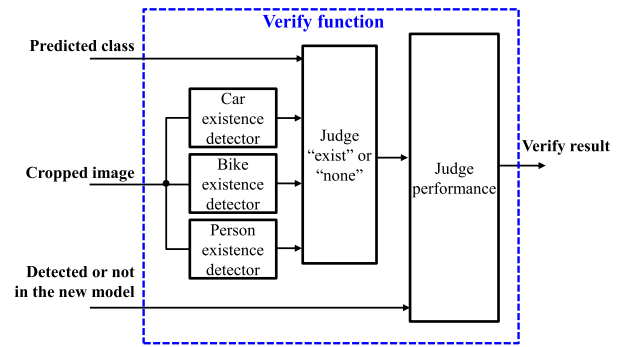 Verify function
Predicted class
Car
existence
detector
Cropped image
Bike
existence
detector
Person
existence
detector
Judge
“exist” or
“none”
Judge
performance
Verify result
Detected or not
in the new model